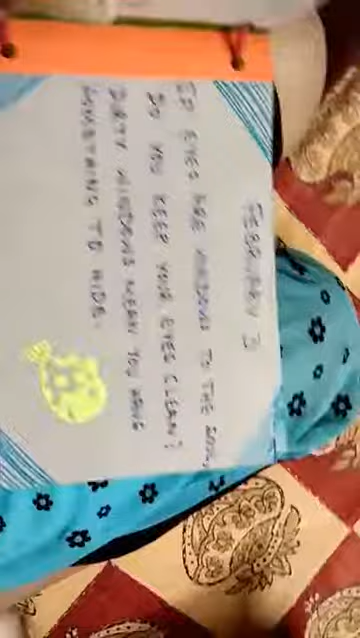 FEBRUARY 3
IF EYES ARE WINDOWS TO THE SOUL,
DO YOU KEEP YOUR EYES CLEAN?
DIRTY WINDOWS MEAN YOU HAVE
SOMETHING TO HIDE.